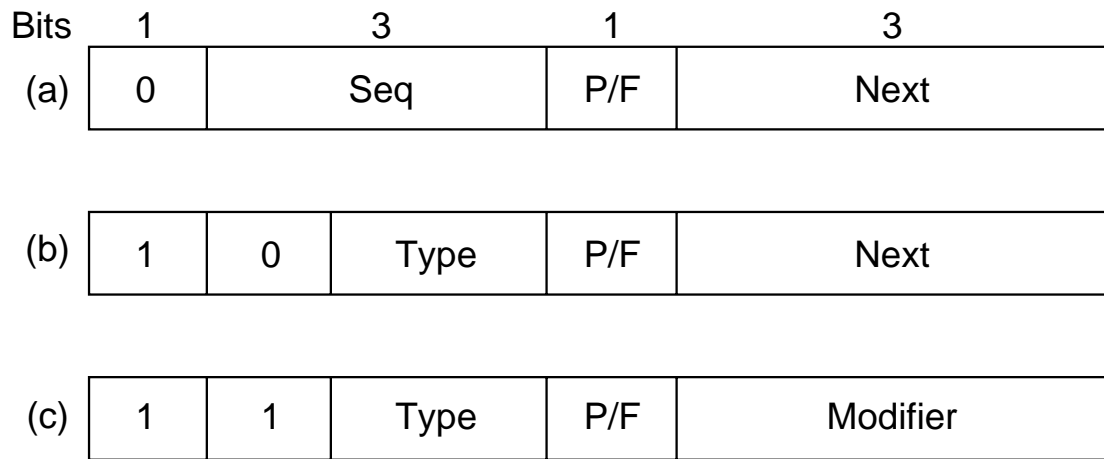 Bits 1 3 1 3
(a) 0 Seq P/F Next
(b) 1 0 Type P/F Next
(c) 1 1 Type P/F Modifier